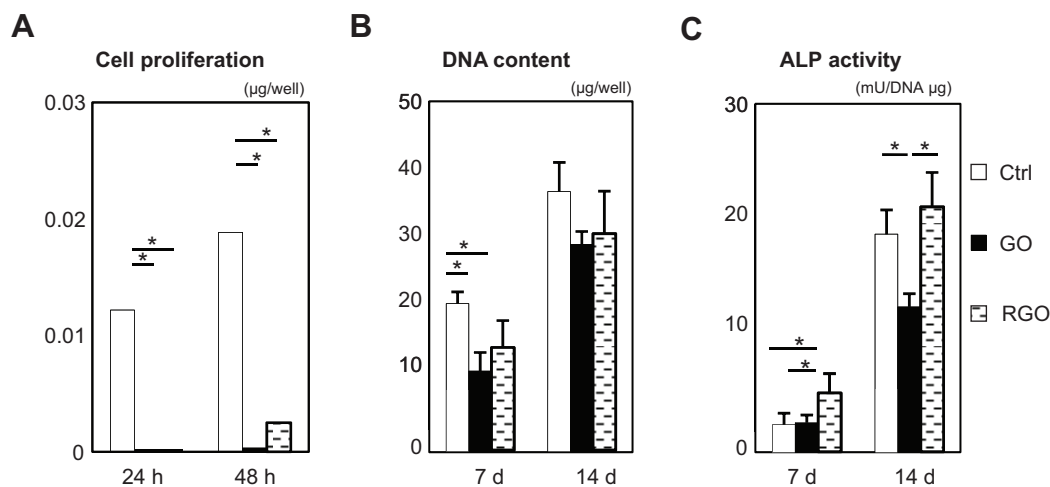 A
Cell proliferation
(μg/well)
0.03
0.02
0.01
0
*
*
*
*
24 h
48 h
B
DNA content
(μg/well)
50
40
30
20
10
0
*
*
7 d
14 d
C
ALP activity
(mU/DNA μg)
30
20
10
0
*
*
*
*
7 d
14 d
Ctrl
GO
RGO